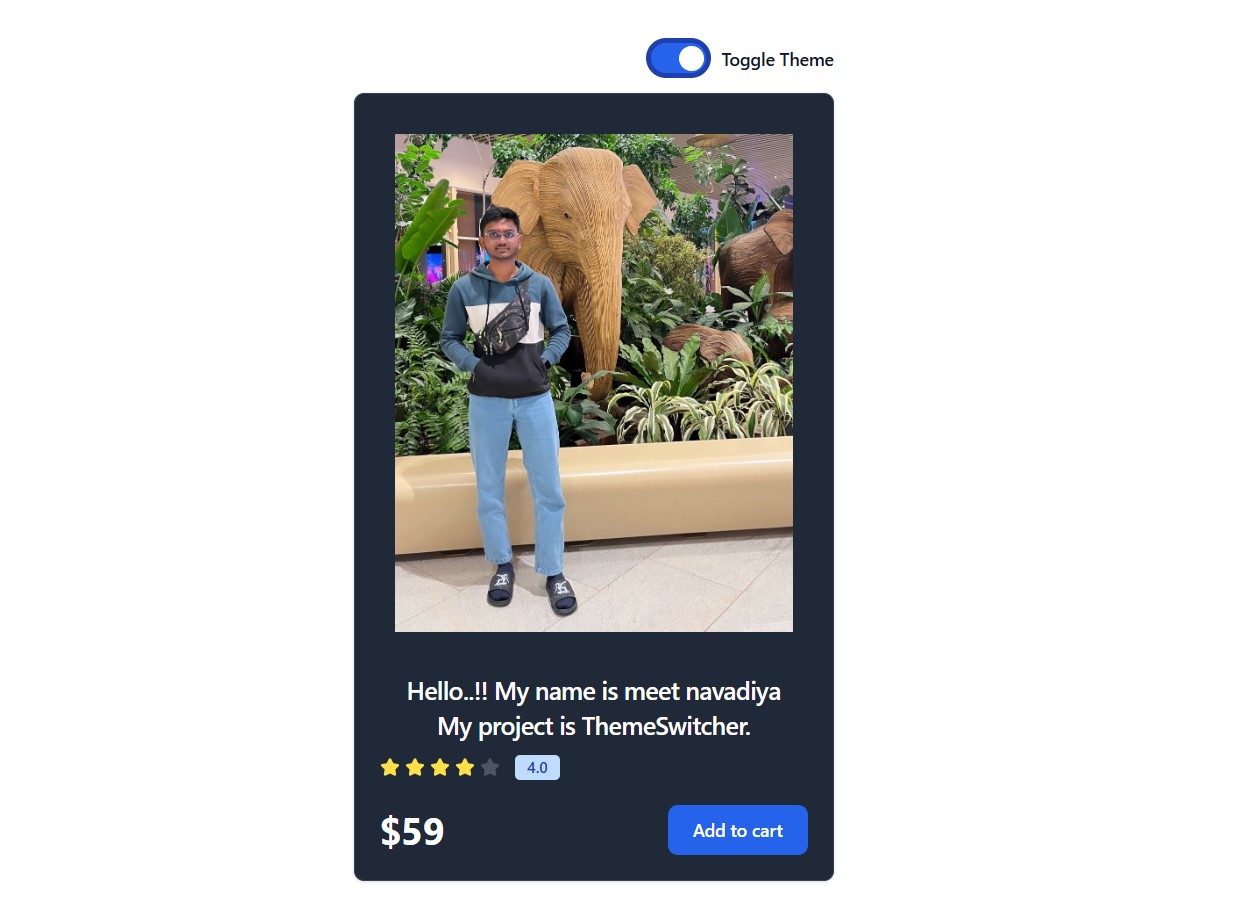 Toggle Theme
Hello..!! My name is meet navadiya
My project is ThemeSwitcher.
4.0
$59
Add to cart